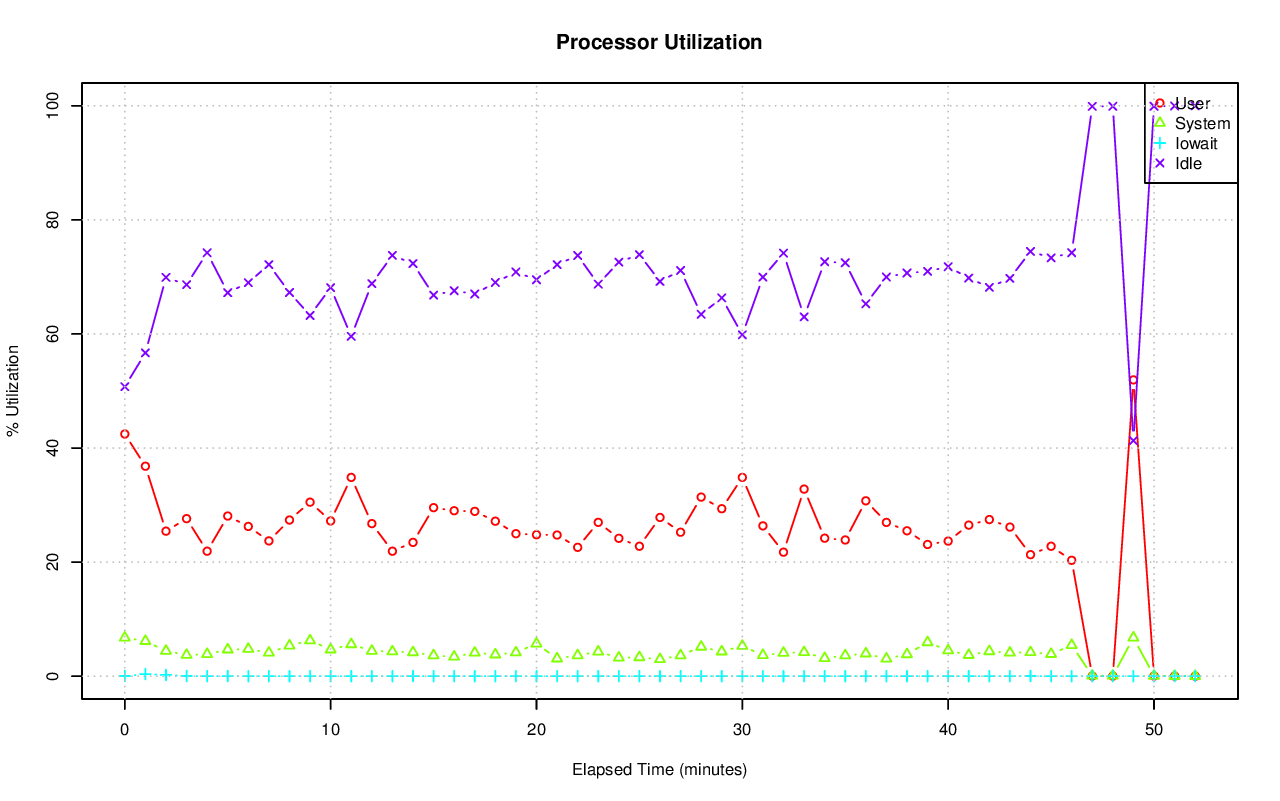 Processor Utilization
% Utilization
100
80
60
40
20
0
User
System
Iowait
Idle
0 10 20 30 40 50
Elapsed Time (minutes)